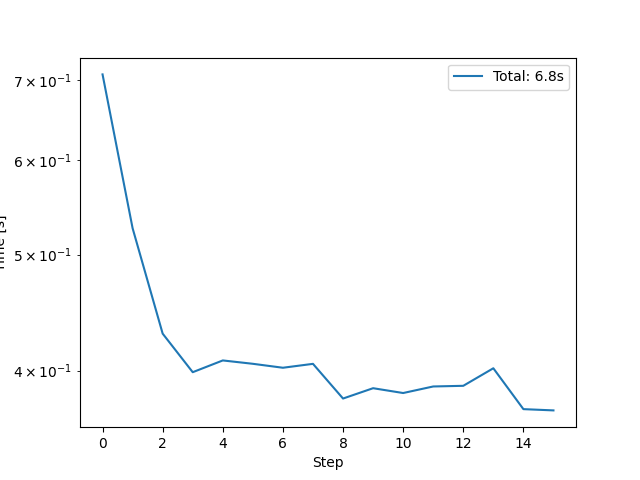 Total: 6.8s
7 × 10⁻¹
6 × 10⁻¹
5 × 10⁻¹
4 × 10⁻¹
[s]
0 2 4 6 8 10 12 14
Step